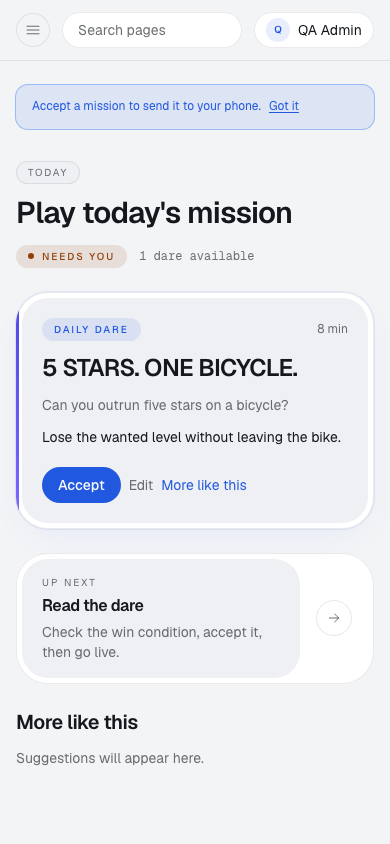 Search pages
Q
QA Admin
Accept a mission to send it to your phone. Got it
TODAY
Play today's mission
NEEDS YOU
1 dare available
DAILY DARE
8 min
5 STARS. ONE BICYCLE.
Can you outrun five stars on a bicycle?
Lose the wanted level without leaving the bike.
Accept
Edit
More like this
UP NEXT
Read the dare
Check the win condition, accept it,
then go live.
More like this
Suggestions will appear here.